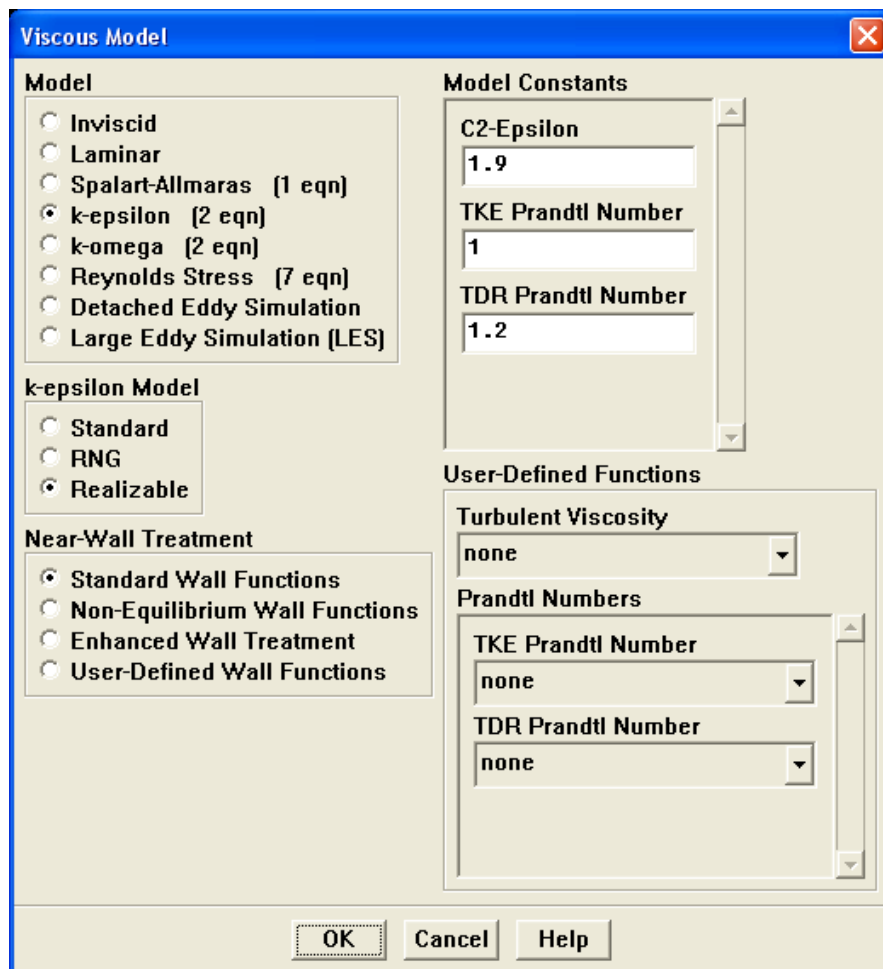 Viscous Model
Model
Inviscid
Laminar
Spalart-Allmaras (1 eqn)
k-epsilon (2 eqn)
k-omega (2 eqn)
Reynolds Stress (7 eqn)
Detached Eddy Simulation
Large Eddy Simulation (LES)
k-epsilon Model
Standard
RNG
Realizable
Near-Wall Treatment
Standard Wall Functions
Non-Equilibrium Wall Functions
Enhanced Wall Treatment
User-Defined Wall Functions
Model Constants
C2-Epsilon
1.9
TKE Prandtl Number
1
TDR Prandtl Number
1.2
User-Defined Functions
Turbulent Viscosity
none
Prandtl Numbers
TKE Prandtl Number
none
TDR Prandtl Number
none
OK
Cancel
Help